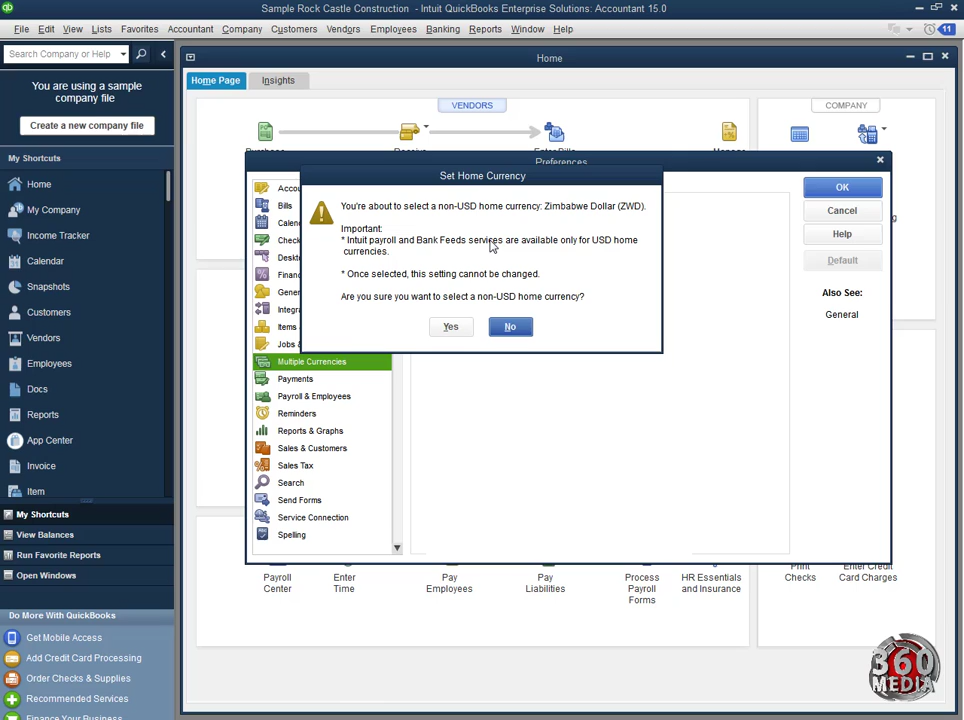 Sample Rock Castle Construction - Intuit QuickBooks Enterprise Solutions: Accountant 15.0
File Edit View Lists Favorites Accountant Company Customers Vendors Employees Banking Reports Window Help
11
Search Company or Help
You are using a sample
company file
Create a new company file
My Shortcuts
Home
My Company
Income Tracker
Calendar
Snapshots
Customers
Vendors
Employees
Docs
Reports
App Center
Invoice
Item
My Shortcuts
View Balances
Run Favorite Reports
Open Windows
Do More With QuickBooks
Get Mobile Access
Add Credit Card Processing
Order Checks & Supplies
Recommended Services
Finance Your Business
Home
Home Page
Insights
VENDORS
COMPANY
Preferences
Bills
Multiple Currencies
Payments
Payroll & Employees
Reminders
Reports & Graphs
Sales & Customers
Sales Tax
Search
Send Forms
Service Connection
Spelling
Set Home Currency
You're about to select a non-USD home currency: Zimbabwe Dollar (ZWD).
Important:
* Intuit payroll and Bank Feeds services are available only for USD home
currencies.
* Once selected, this setting cannot be changed.
Are you sure you want to select a non-USD home currency?
Yes
No
OK
Cancel
Help
Default
Also See:
General
Payroll
Center
Enter
Time
Pay
Employees
Pay
Liabilities
Process
Payroll
Forms
HR Essentials
and Insurance
Print
Checks
Enter Credit
Card Charges
360
MEDIA